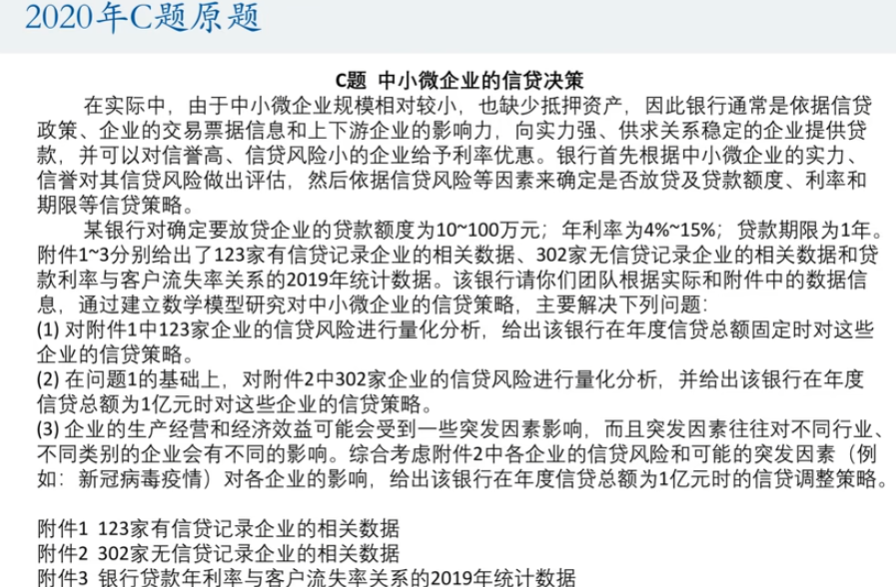 2020年C题原题
C题 中小微企业的信贷决策
在实际中，由于中小微企业规模相对较小，也缺少抵押资产，因此银行通常是依据信贷
政策、企业的交易票据信息和上下游企业的影响力，向实力强、供求关系稳定的企业提供贷
款，并可以对信誉高、信贷风险小的企业给予利率优惠。银行首先根据中小微企业的实力、
信誉对其信贷风险做出评估，然后依据信贷风险等因素来确定是否放贷及贷款额度、利率和
期限等信贷策略。
某银行对确定要放贷企业的贷款额度为10~100万元；年利率为4%~15%；贷款期限为1年。
附件1~3分别给出了123家有信贷记录企业的相关数据、302家无信贷记录企业的相关数据和贷
款利率与客户流失率关系的2019年统计数据。该银行请你们团队根据实际和附件中的数据信
息，通过建立数学模型研究对中小微企业的信贷策略，主要解决下列问题：
(1) 对附件1中123家企业的信贷风险进行量化分析，给出该银行在年度信贷总额固定时对这些
企业的信贷策略。
(2) 在问题1的基础上，对附件2中302家企业的信贷风险进行量化分析，并给出该银行在年度
信贷总额为1亿元时对这些企业的信贷策略。
(3) 企业的生产经营和经济效益可能会受到一些突发因素影响，而且突发因素往往对不同行业、
不同类别的企业会有不同的影响。综合考虑附件2中各企业的信贷风险和可能的突发因素（例
如：新冠病毒疫情）对各企业的影响，给出该银行在年度信贷总额为1亿元时的信贷调整策略。
附件1 123家有信贷记录企业的相关数据
附件2 302家无信贷记录企业的相关数据
附件3 银行贷款年利率与客户流失率关系的2019年统计数据